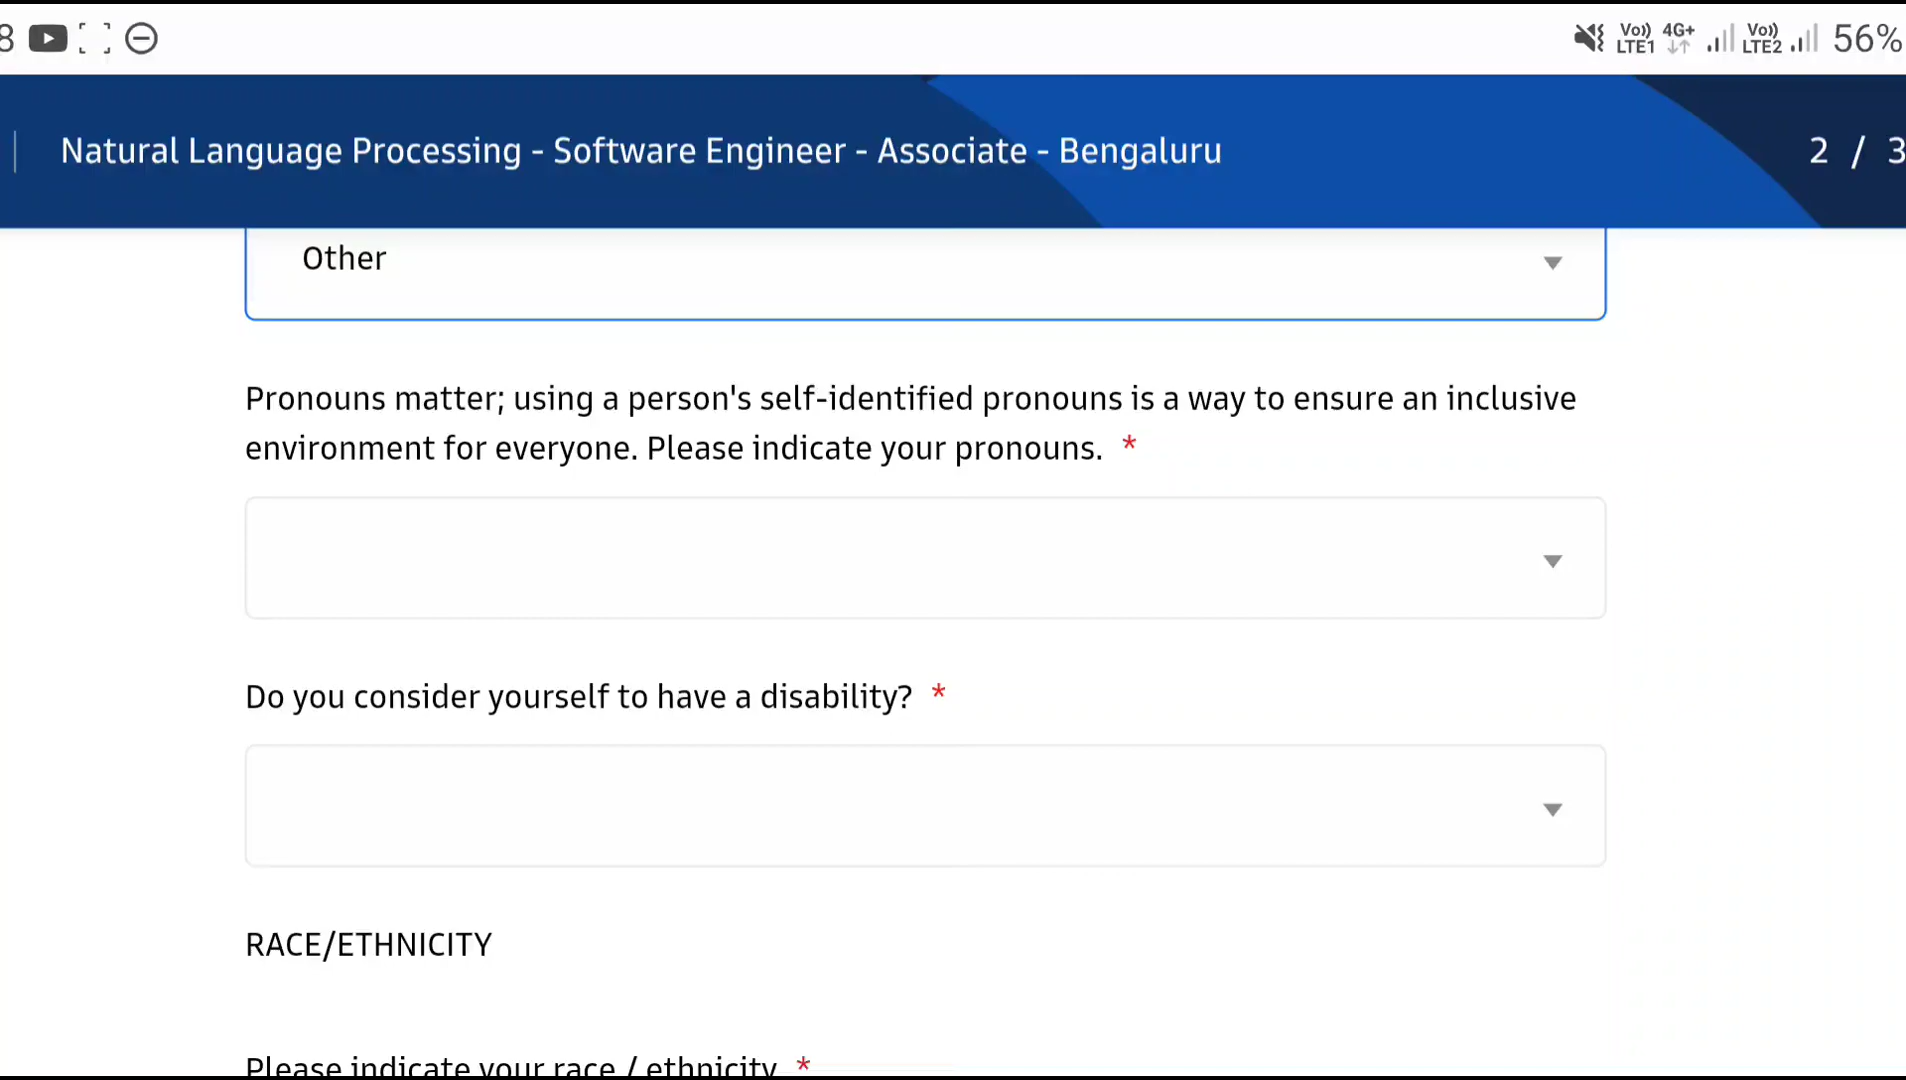 8 Vo)) LTE1 4G+ Vo)) LTE2 56%
Natural Language Processing - Software Engineer - Associate - Bengaluru 2 / 3
Other
Pronouns matter; using a person's self-identified pronouns is a way to ensure an inclusive
environment for everyone. Please indicate your pronouns. *
Do you consider yourself to have a disability? *
RACE/ETHNICITY
Please indicate your race / ethnicity *